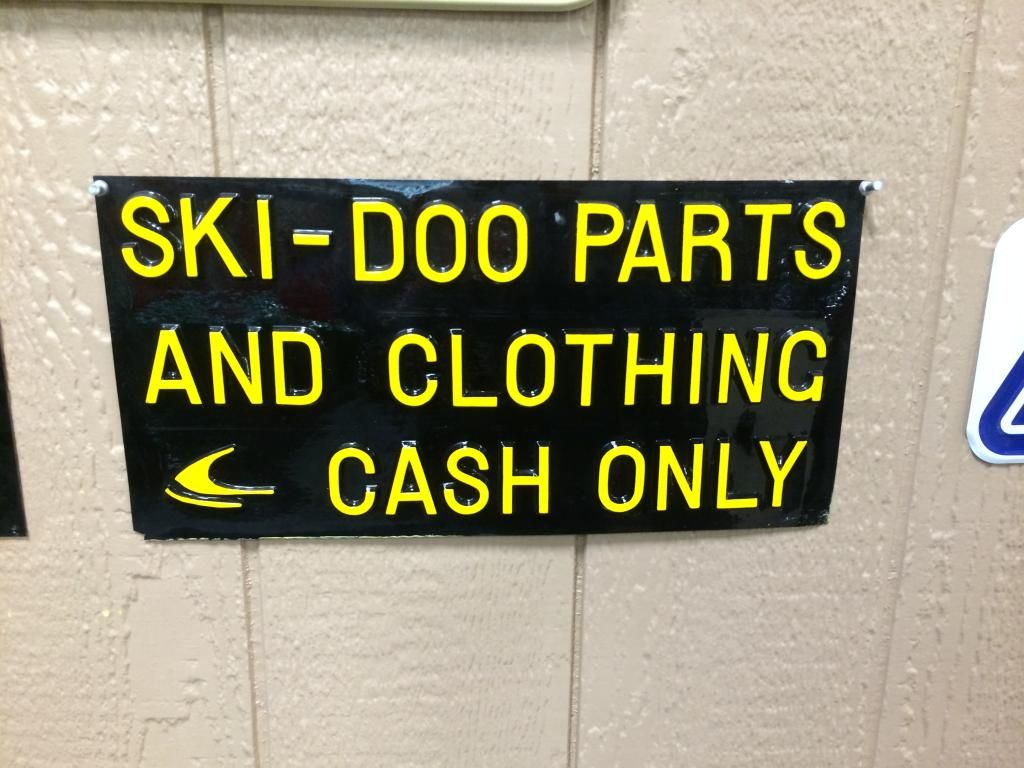 SKI-DOO PARTS
AND CLOTHING
CASH ONLY